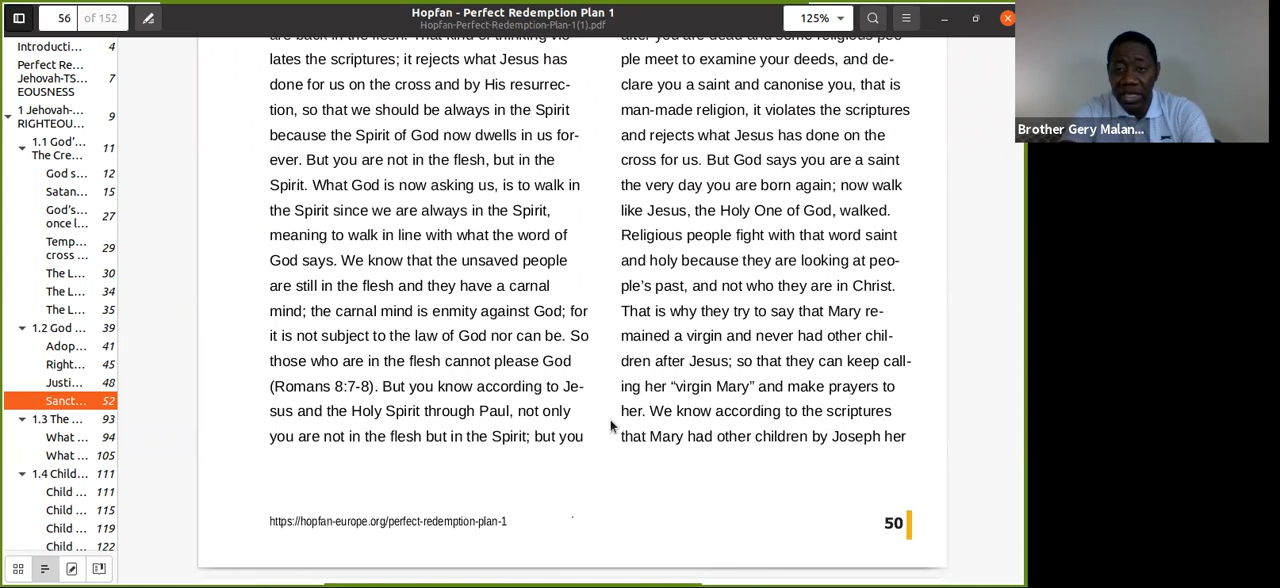 56
of 152
Hopfan - Perfect Redemption Plan 1
Hopfan-Perfect-Redemption-Plan-1(1).pdf
125%
Introducti... 4
Perfect Re...
Jehovah-TS... 7
EOUSNESS
1 Jehovah-
RIGHTEOU... 9
1.1 God'... 11
The Cre...
God s... 12
Satan... 15
God's...
once l... 27
Temp...
cross ... 29
The L... 30
The L... 34
The L... 35
1.2 God ... 39
Adop... 41
Right... 45
Justi... 48
Sanct... 52
1.3 The ... 93
What ... 94
What ... 105
1.4 Child... 111
Child ... 111
Child ... 115
Child ... 119
Child ... 122
are back in the flesh. That kind of thinking vio-
lates the scriptures; it rejects what Jesus has
done for us on the cross and by His resurrec-
tion, so that we should be always in the Spirit
because the Spirit of God now dwells in us for-
ever. But you are not in the flesh, but in the
Spirit. What God is now asking us, is to walk in
the Spirit since we are always in the Spirit,
meaning to walk in line with what the word of
God says. We know that the unsaved people
are still in the flesh and they have a carnal
mind; the carnal mind is enmity against God; for
it is not subject to the law of God nor can be. So
those who are in the flesh cannot please God
(Romans 8:7-8). But you know according to Je-
sus and the Holy Spirit through Paul, not only
you are not in the flesh but in the Spirit; but you
after you are dead and some religious peo-
ple meet to examine your deeds, and de-
clare you a saint and canonise you, that is
man-made religion, it violates the scriptures
and rejects what Jesus has done on the
cross for us. But God says you are a saint
the very day you are born again; now walk
like Jesus, the Holy One of God, walked.
Religious people fight with that word saint
and holy because they are looking at peo-
ple's past, and not who they are in Christ.
That is why they try to say that Mary re-
mained a virgin and never had other chil-
dren after Jesus; so that they can keep call-
ing her “virgin Mary” and make prayers to
her. We know according to the scriptures
that Mary had other children by Joseph her
https://hopfan-europe.org/perfect-redemption-plan-1
50
Brother Gery Malan...